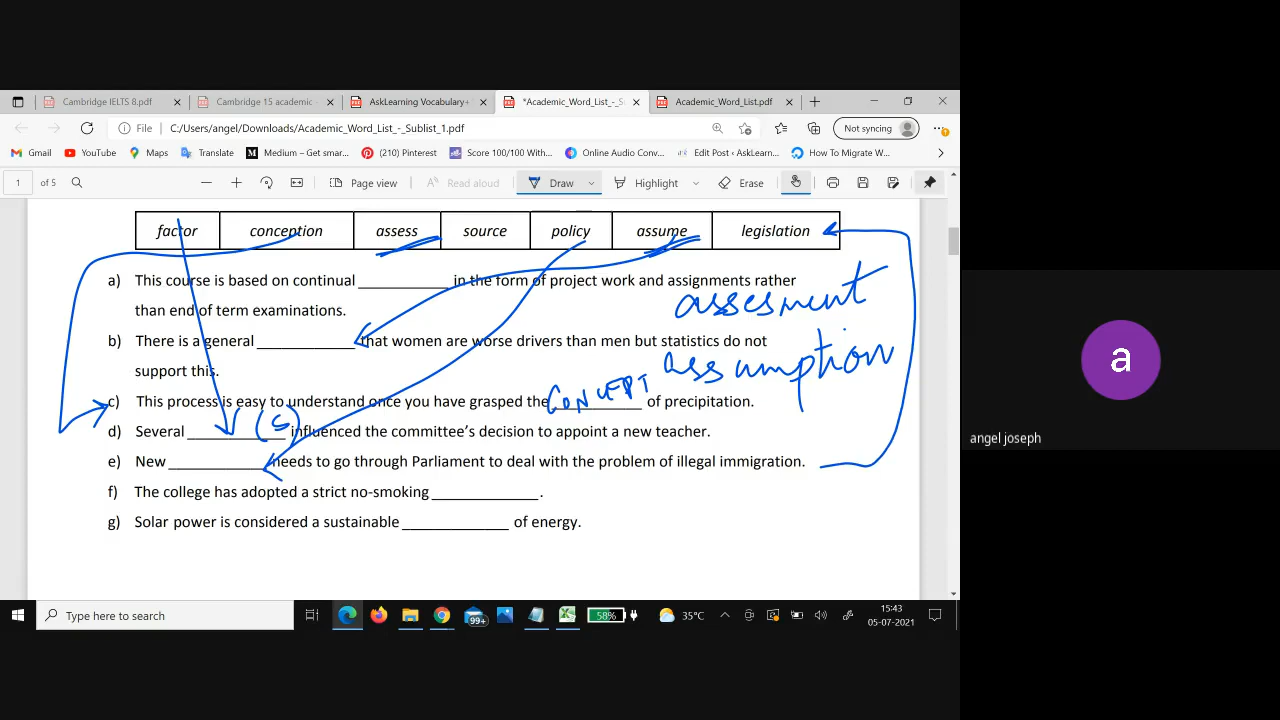 Cambridge IELTS 8.pdf
Cambridge 15 academic -
AskLearning Vocabulary+
*Academic_Word_List_-_Su
Academic_Word_List.pdf
File
C:/Users/angel/Downloads/Academic_Word_List_-_Sublist_1.pdf
Not syncing
Gmail
YouTube
Maps
Translate
Medium – Get smar...
(210) Pinterest
Score 100/100 With...
Online Audio Conv...
Edit Post ‹ AskLearn...
How To Migrate W...
1 of 5
Page view
Read aloud
Draw
Highlight
Erase
factor conception assess source policy assume legislation
a) This course is based on continual ___________ in the form of project work and assignments rather
than end of term examinations.
assesment
b) There is a general ____________ that women are worse drivers than men but statistics do not
support this.
assumption
CONCEPT
c) This process is easy to understand once you have grasped the ___________ of precipitation.
d) Several ____________ (s) influenced the committee's decision to appoint a new teacher.
e) New ____________ needs to go through Parliament to deal with the problem of illegal immigration.
f) The college has adopted a strict no-smoking _____________.
g) Solar power is considered a sustainable _____________ of energy.
a
angel joseph
Type here to search
99+
58%
35°C
15:43
05-07-2021